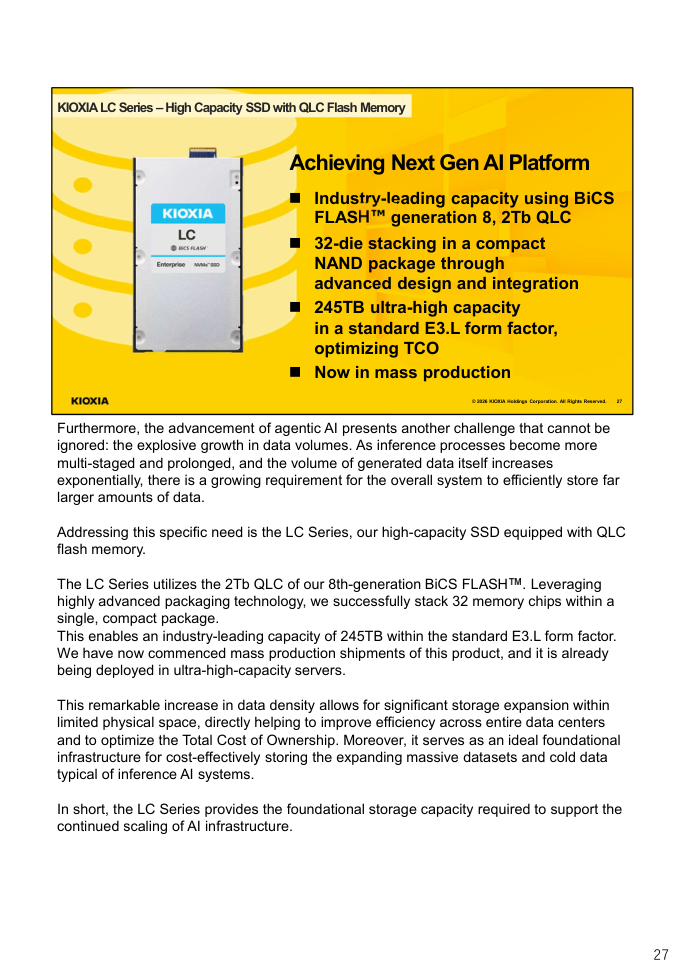 KIOXIA LC Series – High Capacity SSD with QLC Flash Memory
Achieving Next Gen AI Platform
■ Industry-leading capacity using BiCS
FLASH™ generation 8, 2Tb QLC
■ 32-die stacking in a compact
NAND package through
advanced design and integration
■ 245TB ultra-high capacity
in a standard E3.L form factor,
optimizing TCO
■ Now in mass production
KIOXIA
LC
BiCS FLASH
Enterprise NVMe™ SSD
KIOXIA
© 2026 KIOXIA Holdings Corporation. All Rights Reserved. 27
Furthermore, the advancement of agentic AI presents another challenge that cannot be
ignored: the explosive growth in data volumes. As inference processes become more
multi-staged and prolonged, and the volume of generated data itself increases
exponentially, there is a growing requirement for the overall system to efficiently store far
larger amounts of data.
Addressing this specific need is the LC Series, our high-capacity SSD equipped with QLC
flash memory.
The LC Series utilizes the 2Tb QLC of our 8th-generation BiCS FLASH™. Leveraging
highly advanced packaging technology, we successfully stack 32 memory chips within a
single, compact package.
This enables an industry-leading capacity of 245TB within the standard E3.L form factor.
We have now commenced mass production shipments of this product, and it is already
being deployed in ultra-high-capacity servers.
This remarkable increase in data density allows for significant storage expansion within
limited physical space, directly helping to improve efficiency across entire data centers
and to optimize the Total Cost of Ownership. Moreover, it serves as an ideal foundational
infrastructure for cost-effectively storing the expanding massive datasets and cold data
typical of inference AI systems.
In short, the LC Series provides the foundational storage capacity required to support the
continued scaling of AI infrastructure.
27